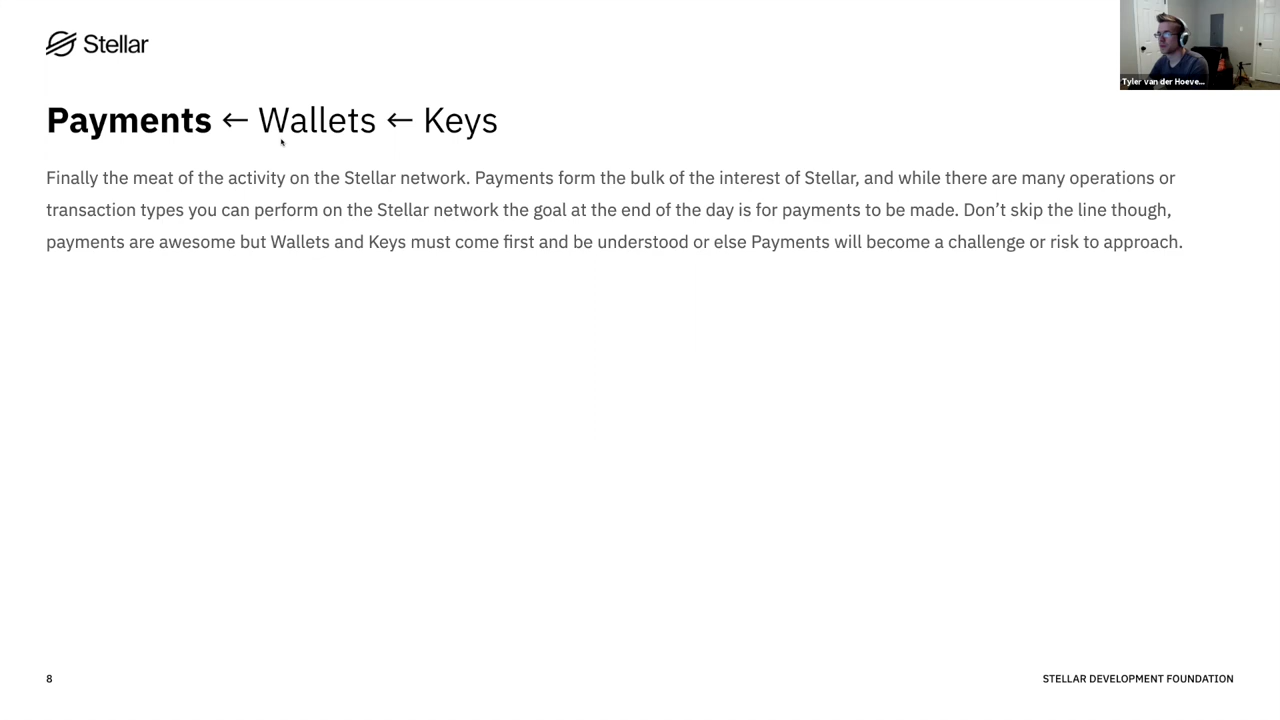 Stellar
Tyler van der Hoeve...
Payments ← Wallets ← Keys
Finally the meat of the activity on the Stellar network. Payments form the bulk of the interest of Stellar, and while there are many operations or
transaction types you can perform on the Stellar network the goal at the end of the day is for payments to be made. Don’t skip the line though,
payments are awesome but Wallets and Keys must come first and be understood or else Payments will become a challenge or risk to approach.
8
STELLAR DEVELOPMENT FOUNDATION